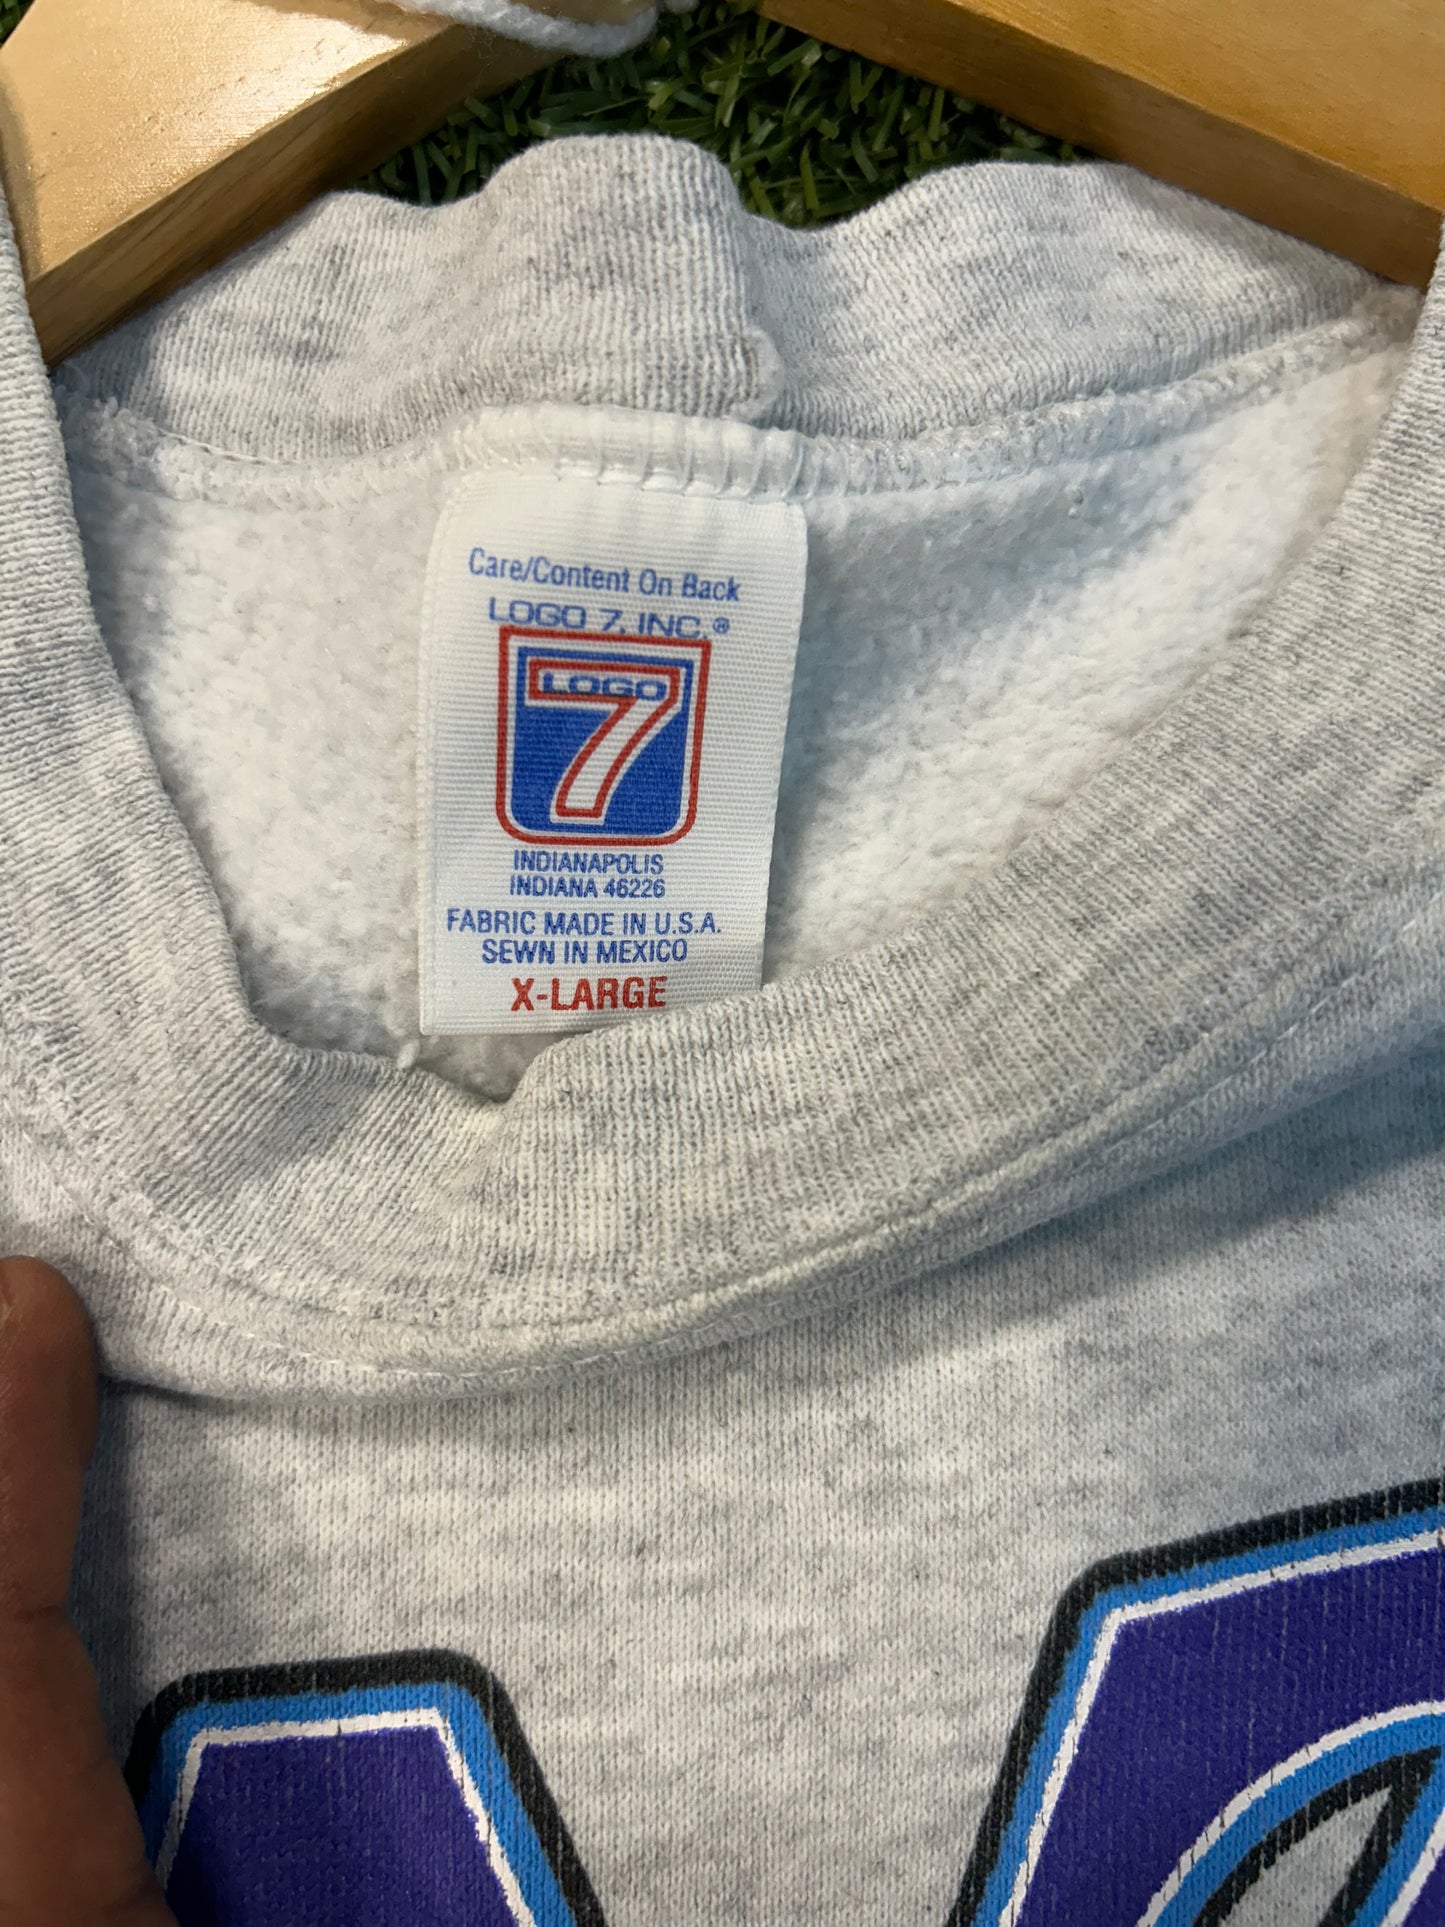 Care/Content On Back
LOGO 7, INC.®
LOGO
7
INDIANAPOLIS
INDIANA 46226
FABRIC MADE IN U.S.A.
SEWN IN MEXICO
X-LARGE